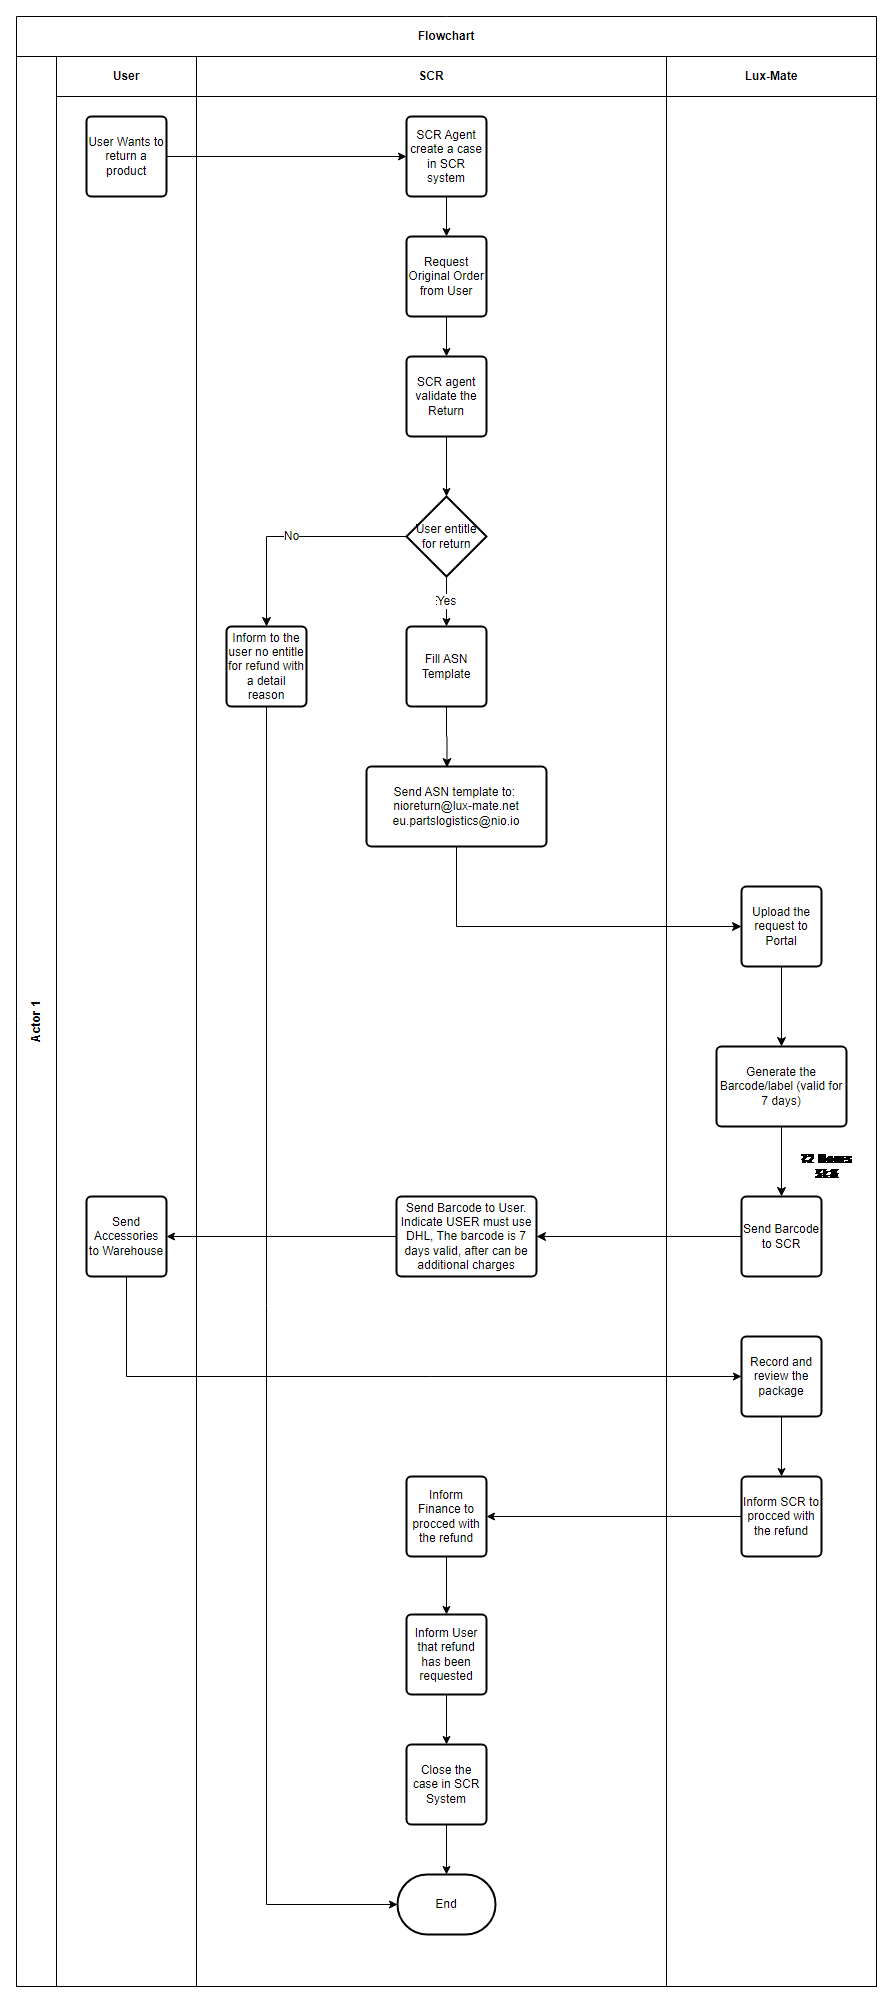 Flowchart
User
SCR
Lux-Mate
Actor 1
User Wants to
return a
product
SCR Agent
create a case
in SCR
system
Request
Original Order
from User
SCR agent
validate the
Return
User entitle
for return
No
Yes
Inform to the
user no entitle
for refund with
a detail
reason
Fill ASN
Template
Send ASN template to:
nioreturn@lux-mate.net
eu.partslogistics@nio.io
Upload the
request to
Portal
Generate the
Barcode/label (valid for
7 days)
72 Hours
Send Barcode
to SCR
Send Barcode to User.
Indicate USER must use
DHL, The barcode is 7
days valid, after can be
additional charges
Send
Accessories
to Warehouse
Record and
review the
package
Inform SCR to
procced with
the refund
Inform
Finance to
procced with
the refund
Inform User
that refund
has been
requested
Close the
case in SCR
System
End